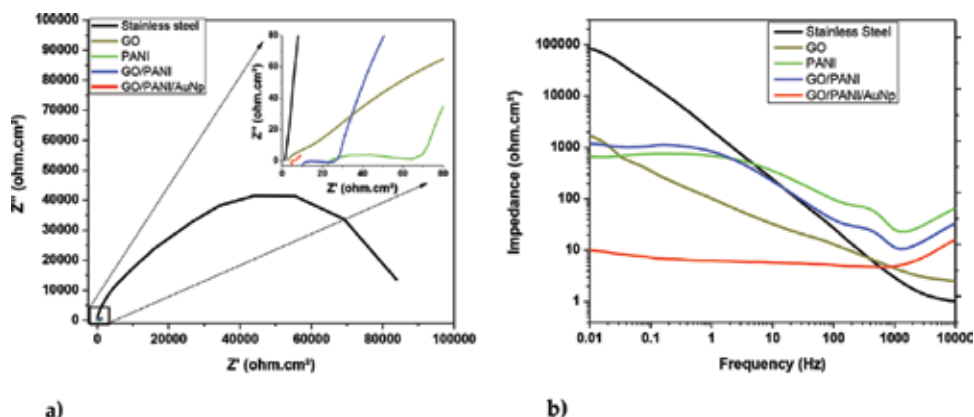 100000
90000
80000
70000
60000
50000
40000
30000
20000
10000
0
Z'' (ohm.cm²)
0 20000 40000 60000 80000 100000
Z' (ohm.cm²)
Stainless steel
GO
PANI
GO/PANI
GO/PANI/AuNp
80
60
40
20
0
Z'' (ohm.cm²)
20 40 60 80
Z' (ohm.cm²)
a)
100000
10000
1000
100
10
1
Impedance (ohm.cm²)
0.01 0.1 1 10 100 1000 10000
Frequency (Hz)
Stainless Steel
GO
PANI
GO/PANI
GO/PANI/AuNp
b)